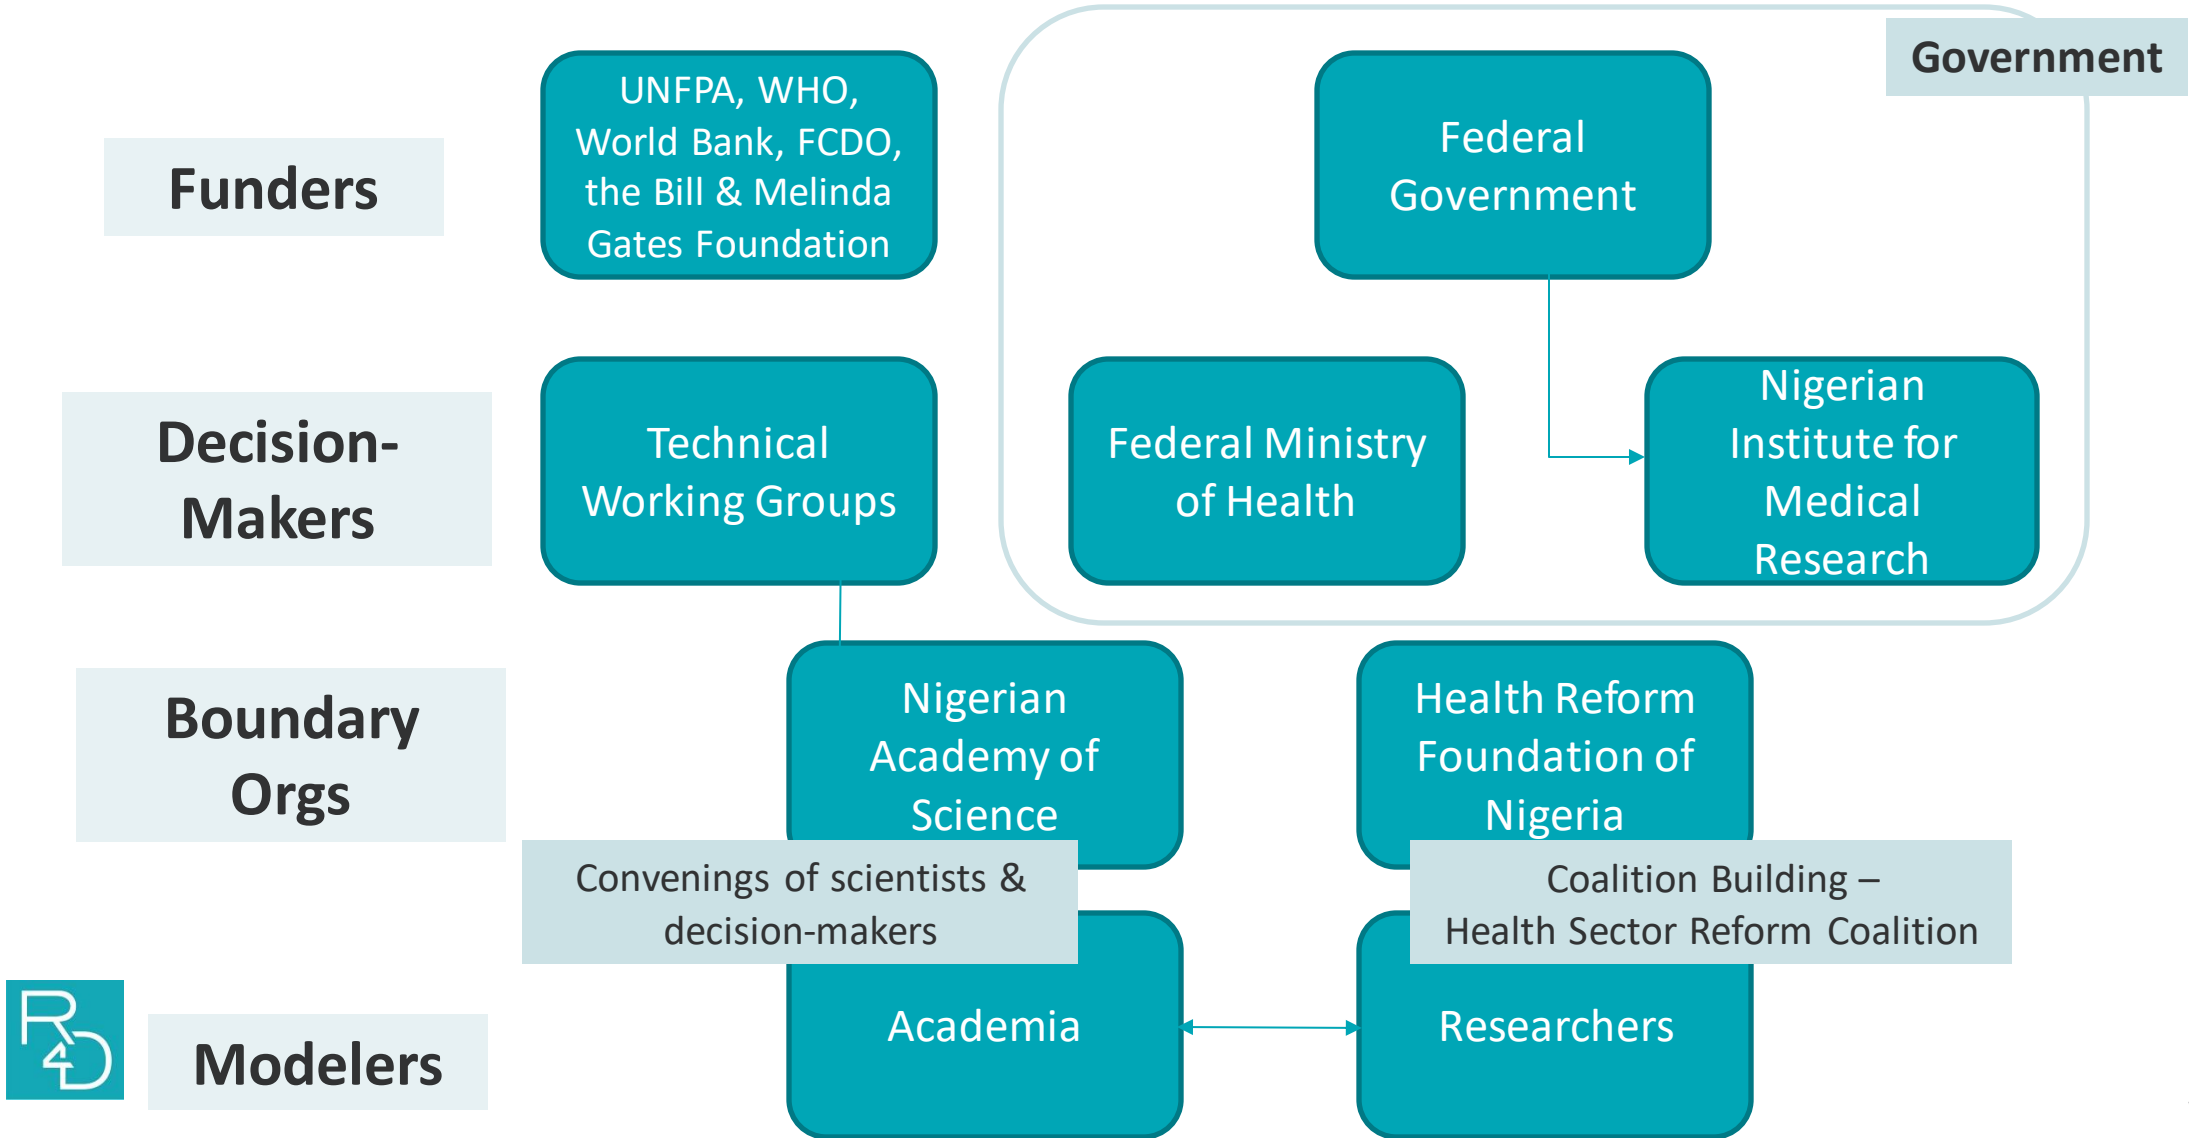 Government
Funders
UNFPA, WHO,
World Bank, FCDO,
the Bill & Melinda
Gates Foundation
Federal
Government
Decision-
Makers
Technical
Working Groups
Federal Ministry
of Health
Nigerian
Institute for
Medical
Research
Boundary
Orgs
Nigerian
Academy of
Science
Health Reform
Foundation of
Nigeria
Convenings of scientists &
decision-makers
Coalition Building –
Health Sector Reform Coalition
R4D
Modelers
Academia
Researchers